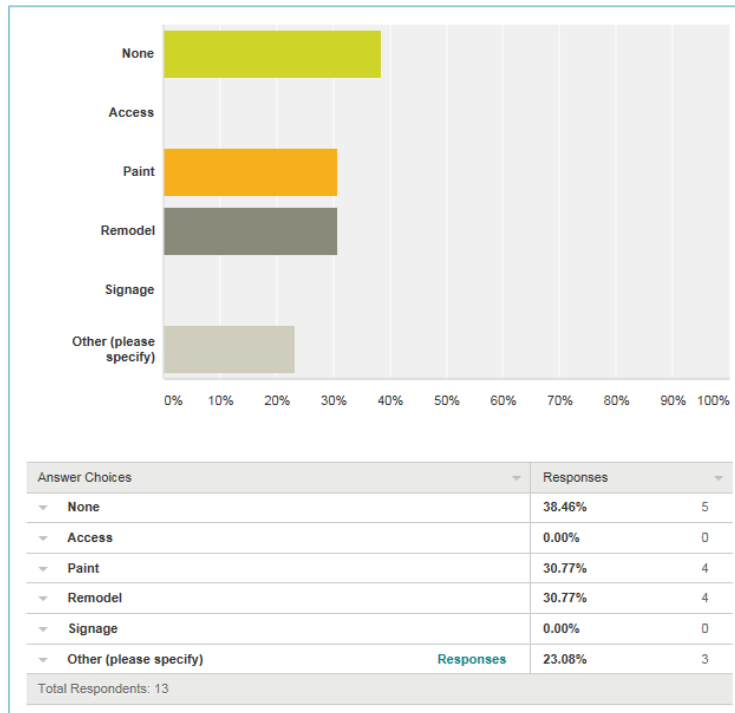 None
Access
Paint
Remodel
Signage
Other (please
specify)
0% 10% 20% 30% 40% 50% 60% 70% 80% 90% 100%
Answer Choices Responses
None 38.46% 5
Access 0.00% 0
Paint 30.77% 4
Remodel 30.77% 4
Signage 0.00% 0
Other (please specify) Responses 23.08% 3
Total Respondents: 13